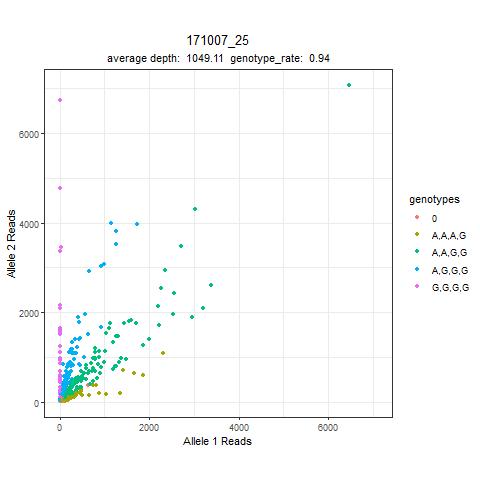 171007_25
average depth: 1049.11 genotype_rate: 0.94
6000
4000
2000
0
Allele 2 Reads
0 2000 4000 6000
Allele 1 Reads
genotypes
0
A,A,A,G
A,A,G,G
A,G,G,G
G,G,G,G